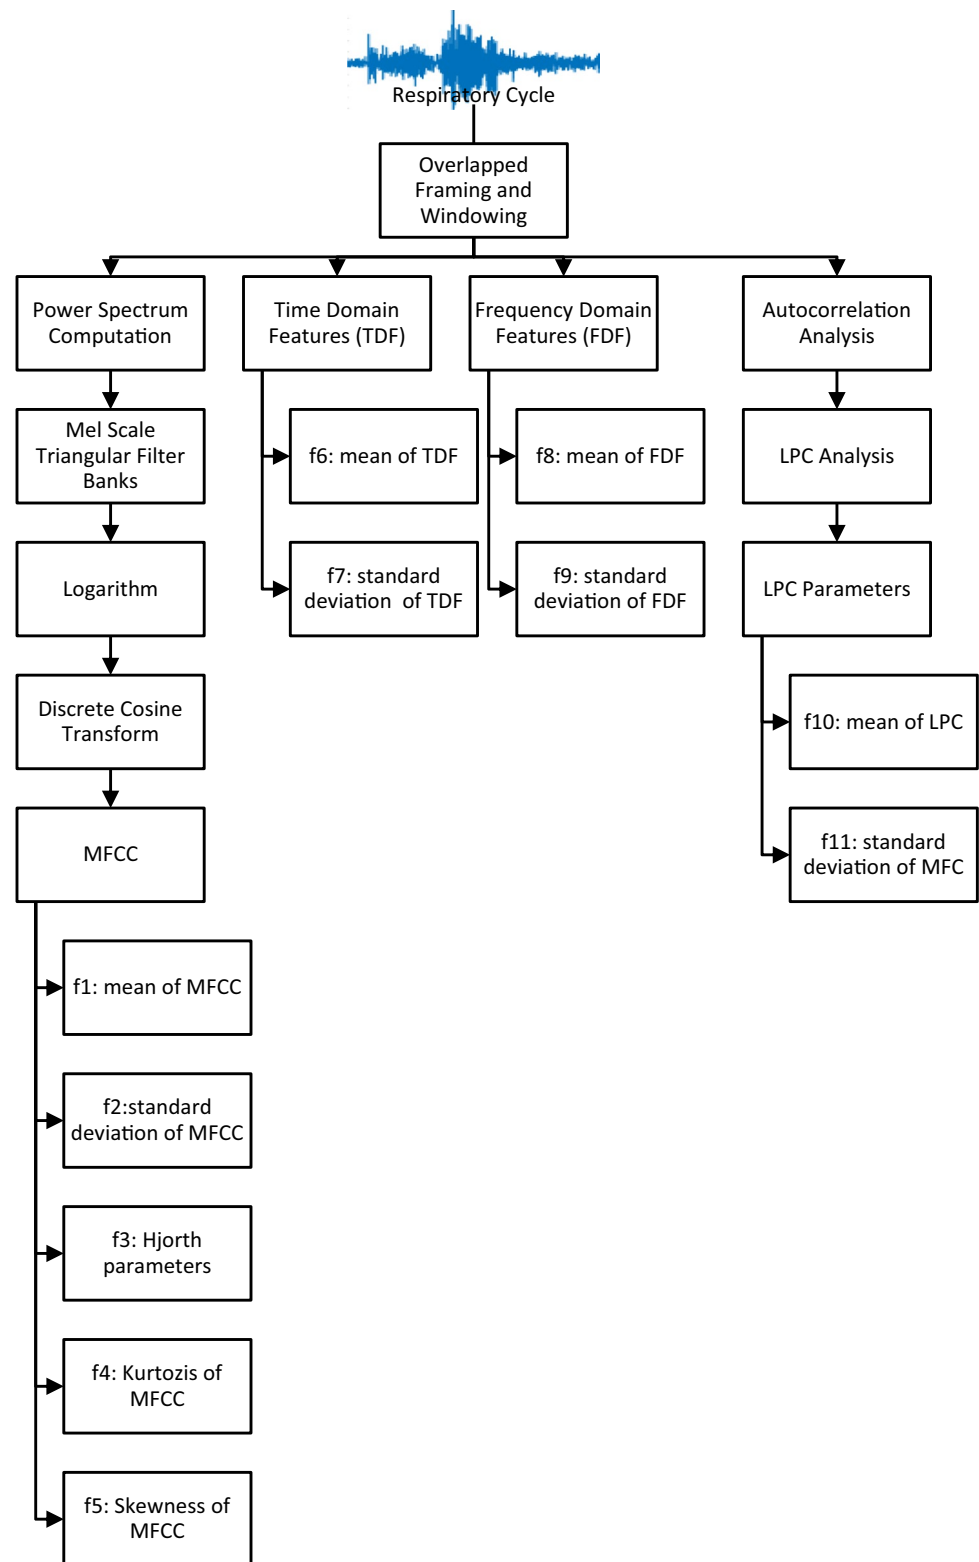 Respiratory Cycle
Overlapped
Framing and
Windowing
Power Spectrum
Computation
Time Domain
Features (TDF)
Frequency Domain
Features (FDF)
Autocorrelation
Analysis
Mel Scale
Triangular Filter
Banks
f6: mean of TDF
f8: mean of FDF
LPC Analysis
Logarithm
f7: standard
deviation of TDF
f9: standard
deviation of FDF
LPC Parameters
Discrete Cosine
Transform
f10: mean of LPC
MFCC
f11: standard
deviation of MFC
f1: mean of MFCC
f2:standard
deviation of MFCC
f3: Hjorth
parameters
f4: Kurtozis of
MFCC
f5: Skewness of
MFCC